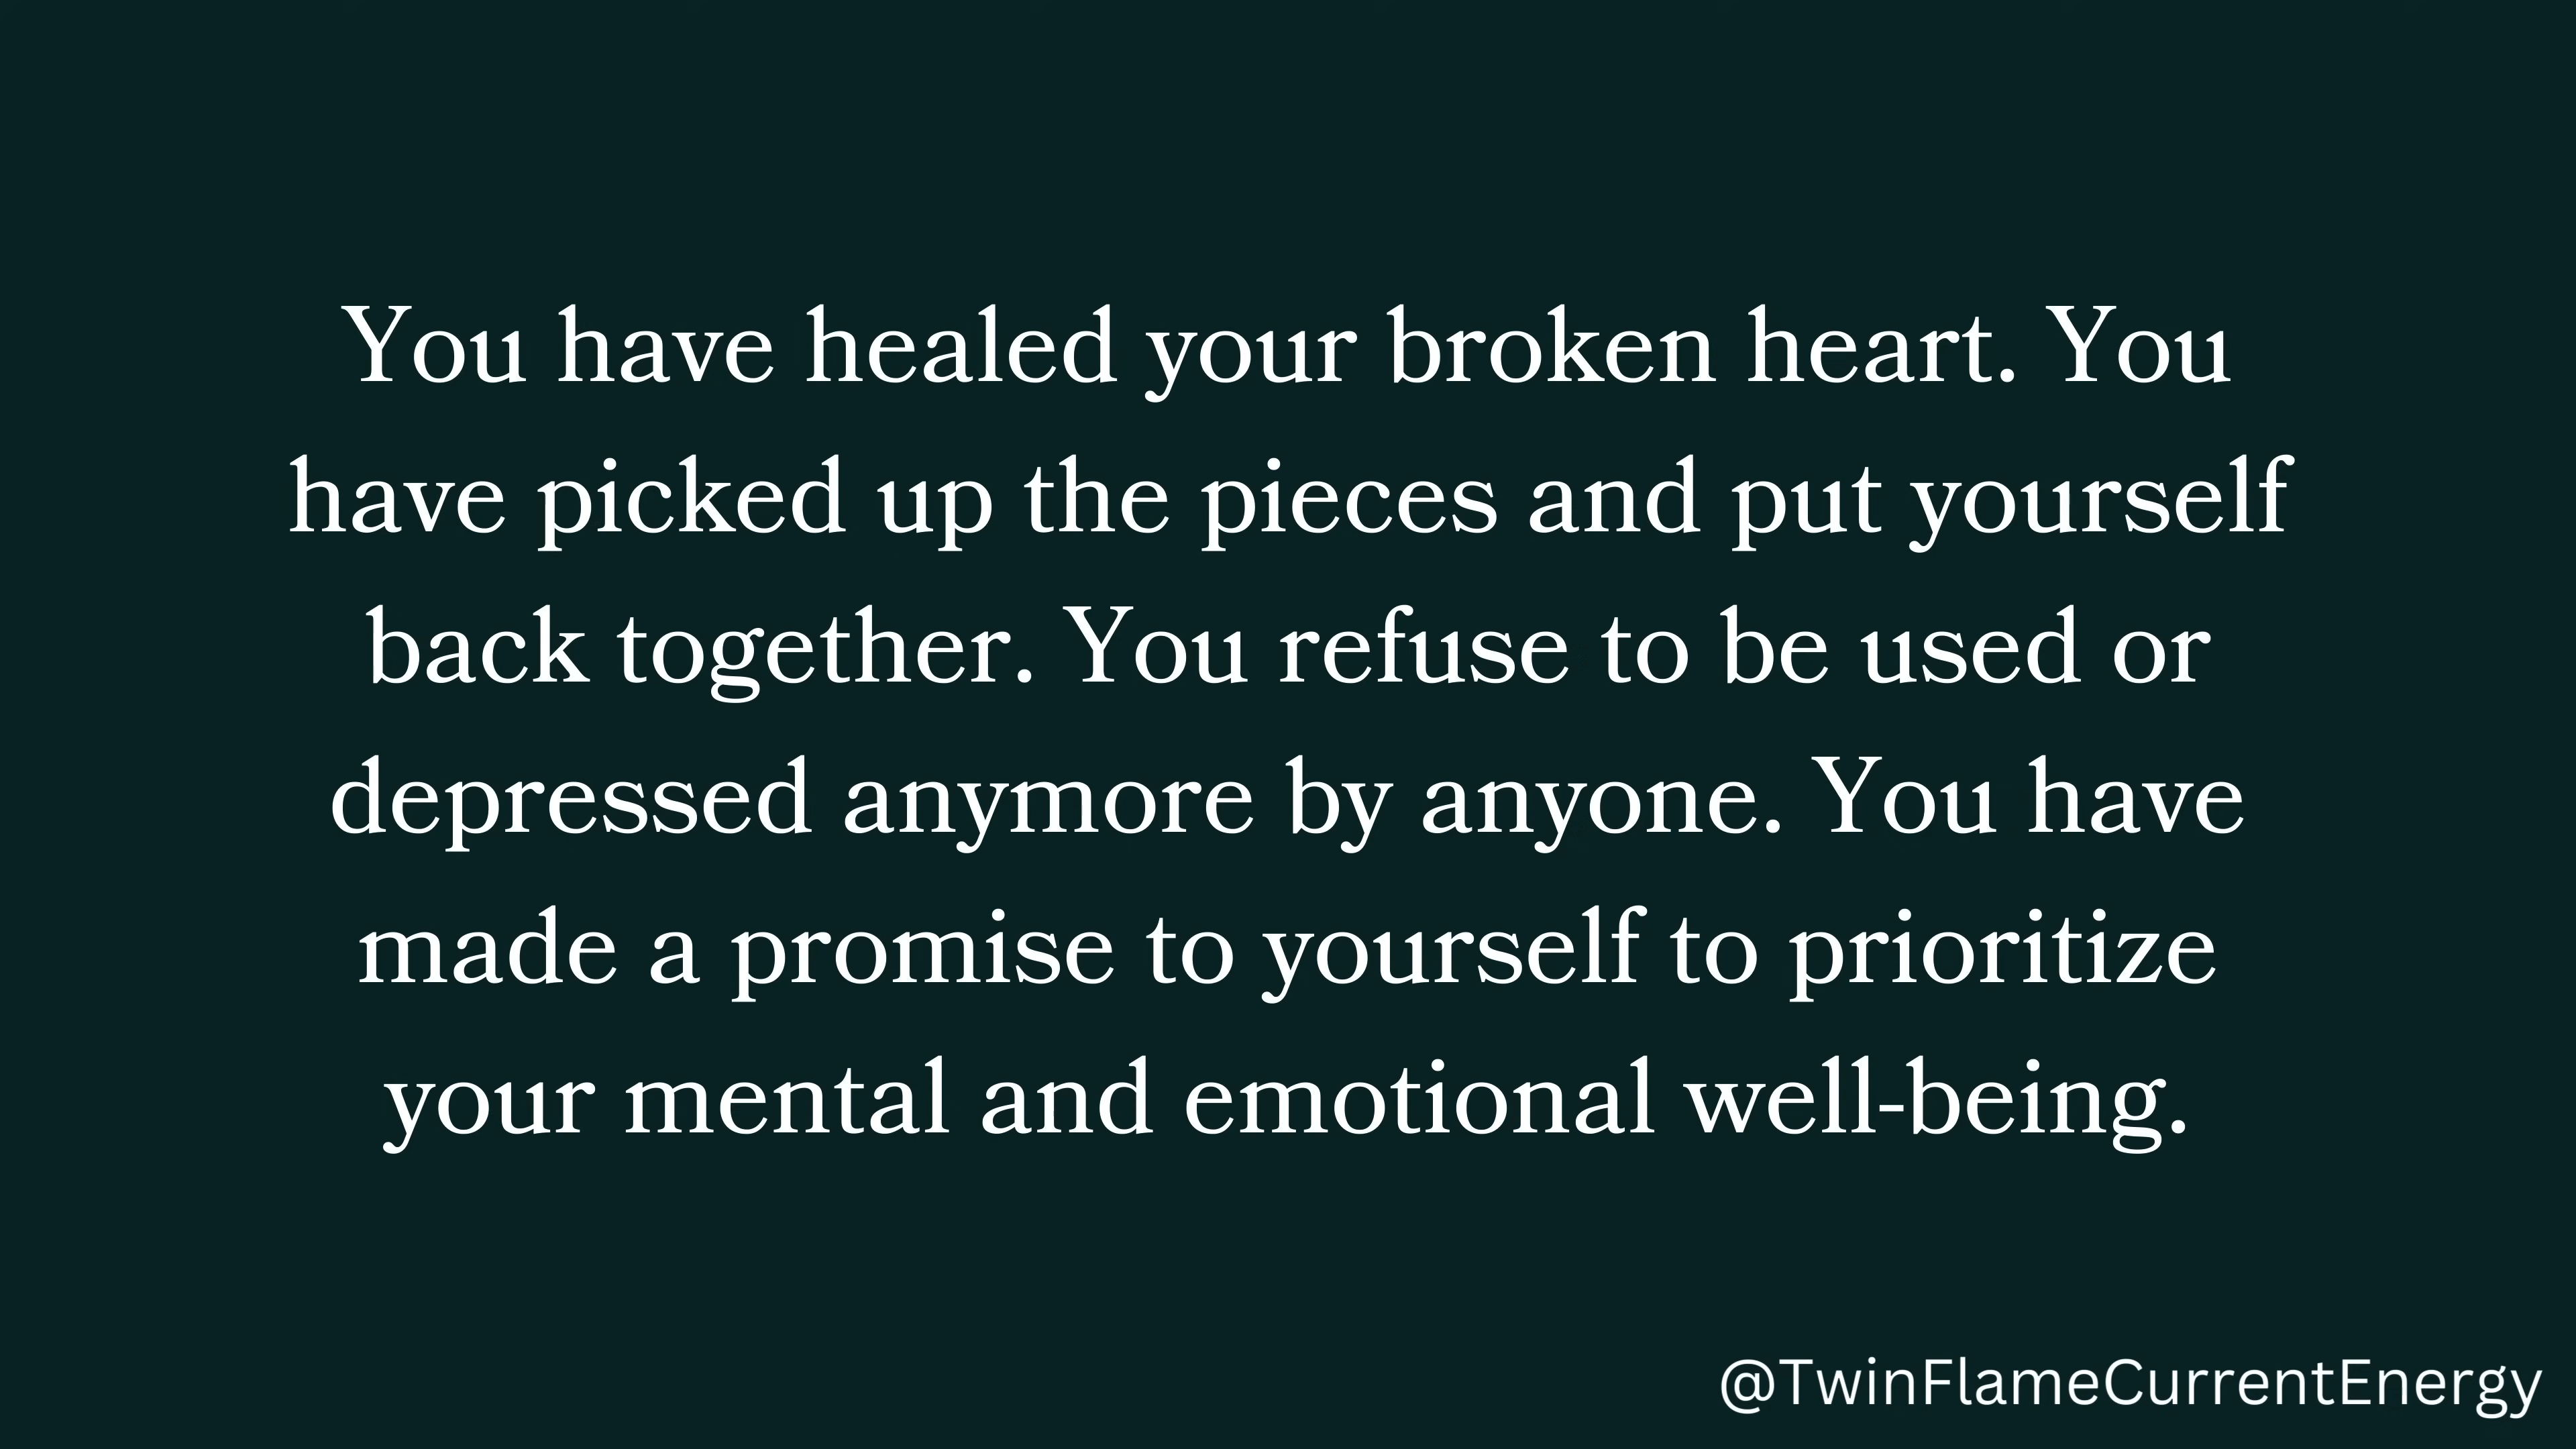 You have healed your broken heart. You
have picked up the pieces and put yourself
back together. You refuse to be used or
depressed anymore by anyone. You have
made a promise to yourself to prioritize
your mental and emotional well-being.
@TwinFlameCurrentEnergy